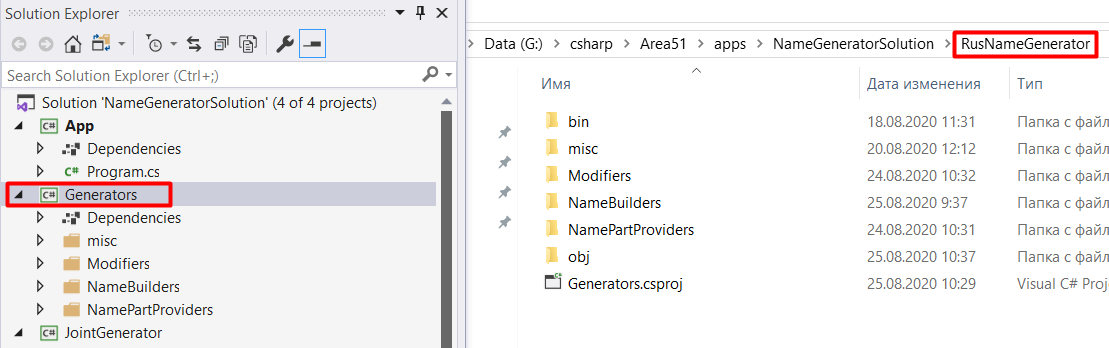 Solution Explorer
Search Solution Explorer (Ctrl+;)
Solution 'NameGeneratorSolution' (4 of 4 projects)
C# App
Dependencies
C# Program.cs
C# Generators
Dependencies
misc
Modifiers
NameBuilders
NamePartProviders
C# JointGenerator
Data (G:) > csharp > Area51 > apps > NameGeneratorSolution > RusNameGenerator
Имя Дата изменения Тип
bin 18.08.2020 11:31 Папка с файл
misc 20.08.2020 12:12 Папка с файл
Modifiers 24.08.2020 10:32 Папка с файл
NameBuilders 25.08.2020 9:37 Папка с файл
NamePartProviders 24.08.2020 10:31 Папка с файл
obj 25.08.2020 10:37 Папка с файл
Generators.csproj 25.08.2020 10:29 Visual C# Proj